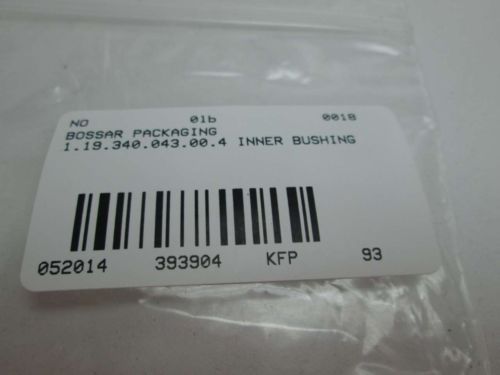 NO 01b 0018
BOSSAR PACKAGING
1.19.340.043.00.4 INNER BUSHING
052014 393904 KFP 93